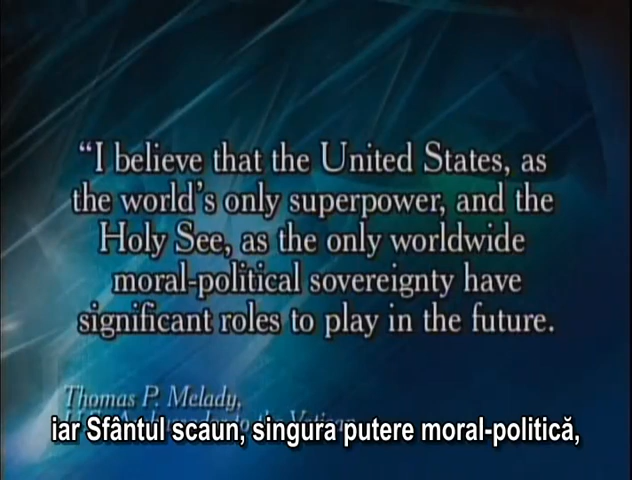 “I believe that the United States, as
the world's only superpower, and the
Holy See, as the only worldwide
moral-political sovereignty have
significant roles to play in the future.
Thomas P. Melady,
iar Sfântul scaun, singura putere moral-politică,